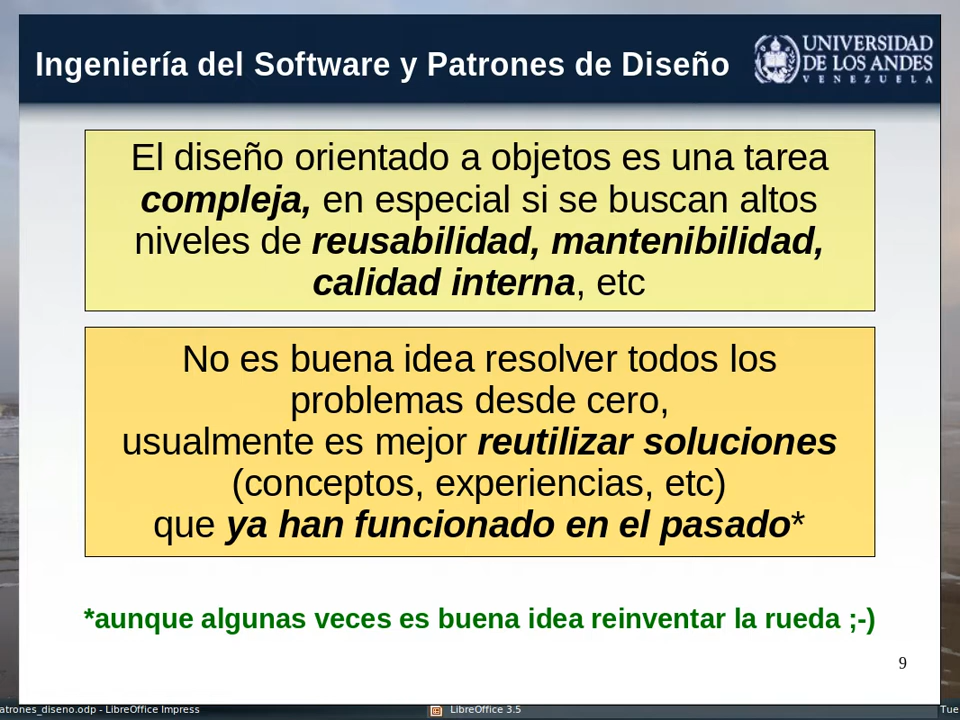 Ingeniería del Software y Patrones de Diseño
UNIVERSIDAD
DE LOS ANDES
VENEZUELA
El diseño orientado a objetos es una tarea
compleja, en especial si se buscan altos
niveles de reusabilidad, mantenibilidad,
calidad interna, etc
No es buena idea resolver todos los
problemas desde cero,
usualmente es mejor reutilizar soluciones
(conceptos, experiencias, etc)
que ya han funcionado en el pasado*
*aunque algunas veces es buena idea reinventar la rueda ;-)
9
atrones_diseno.odp - LibreOffice Impress
LibreOffice 3.5
Tue